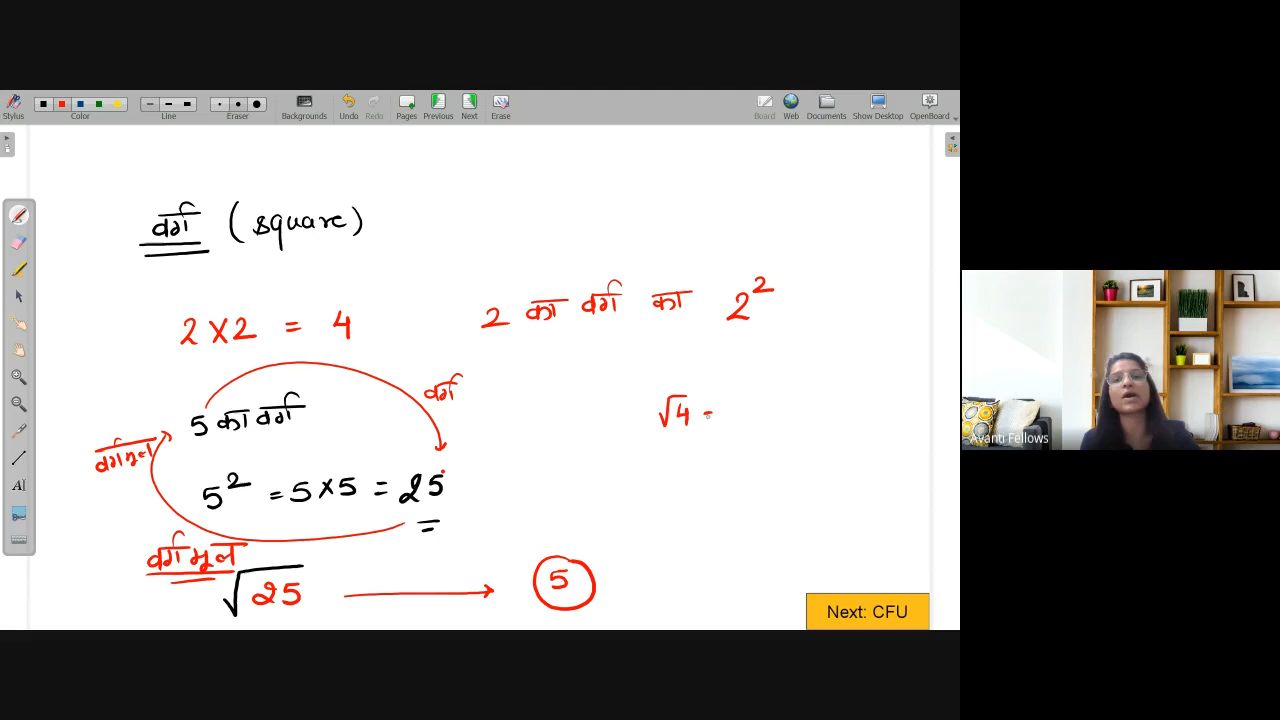 Stylus
Color
Line
Eraser
Backgrounds
Undo
Redo
Pages
Previous
Next
Erase
Board
Web
Documents
Show Desktop
OpenBoard
वर्ग (square)
2 × 2 = 4
2 का वर्ग का 2²
वर्ग
5 का वर्ग
√4 =
वर्गमूल
5² = 5 × 5 = 25
वर्गमूल
√25 → 5
Next: CFU
Avanti Fellows